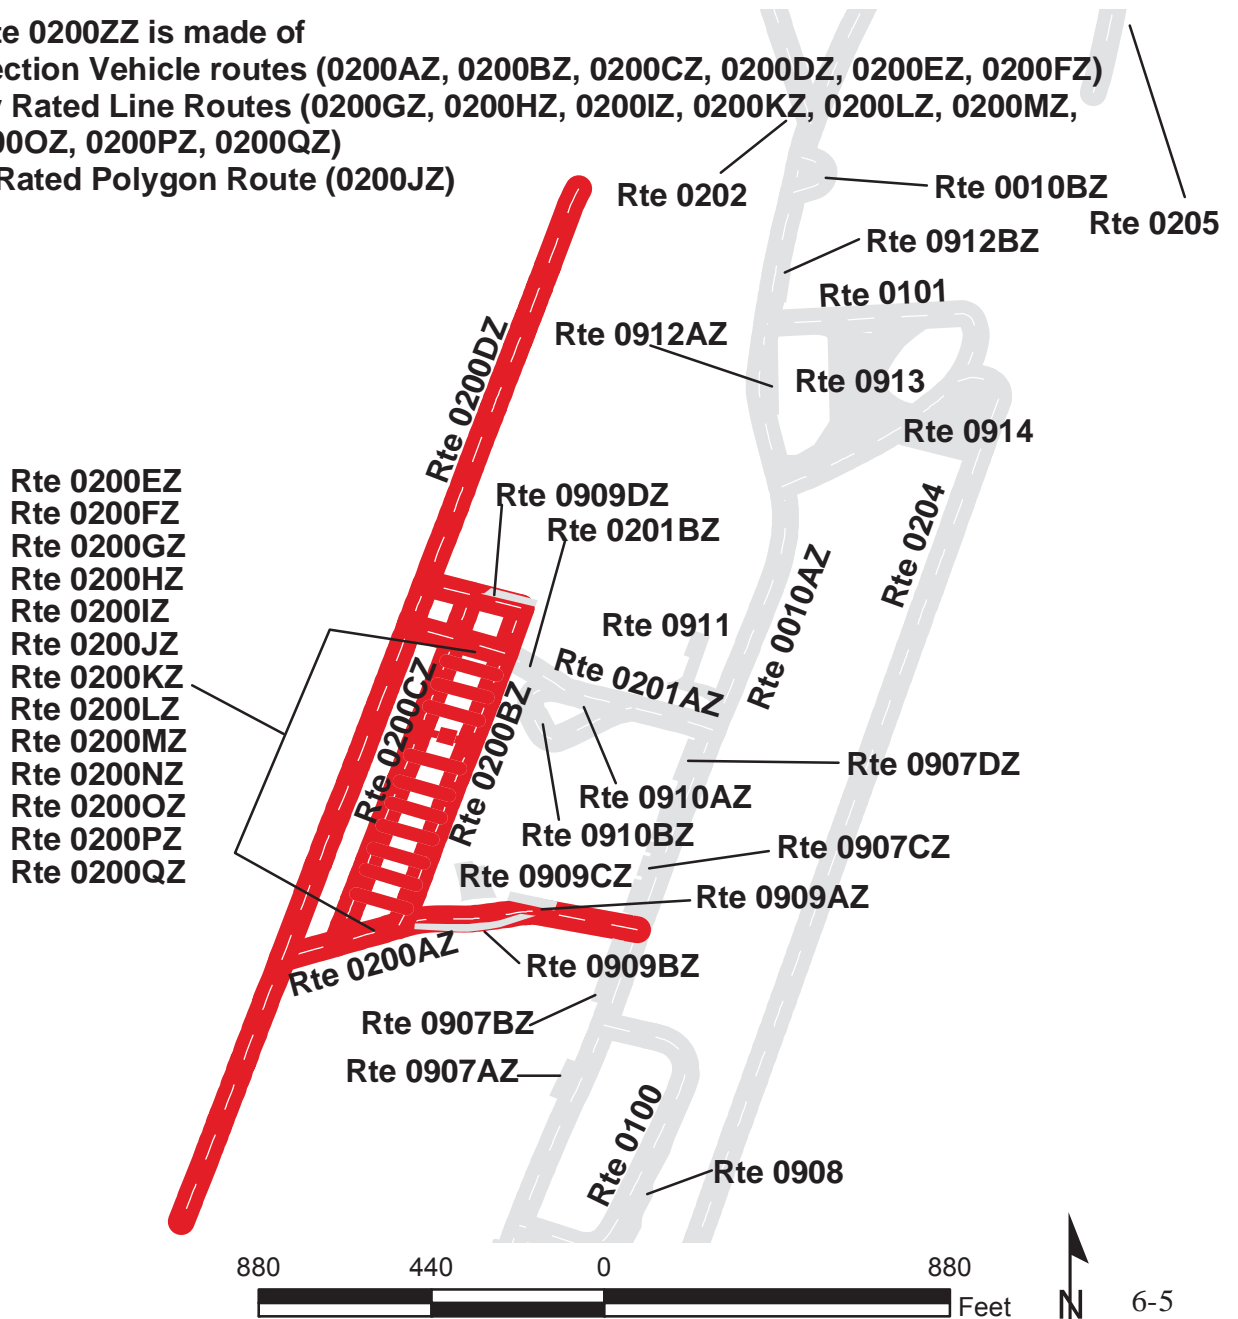 te 0200ZZ is made of
ection Vehicle routes (0200AZ, 0200BZ, 0200CZ, 0200DZ, 0200EZ, 0200FZ)
y Rated Line Routes (0200GZ, 0200HZ, 0200IZ, 0200KZ, 0200LZ, 0200MZ,
00OZ, 0200PZ, 0200QZ)
Rated Polygon Route (0200JZ)
Rte 0202
Rte 0010BZ
Rte 0205
Rte 0912BZ
Rte 0101
Rte 0912AZ
Rte 0913
Rte 0914
Rte 0200DZ
Rte 0909DZ
Rte 0201BZ
Rte 0204
Rte 0010AZ
Rte 0911
Rte 0201AZ
Rte 0200EZ
Rte 0200FZ
Rte 0200GZ
Rte 0200HZ
Rte 0200IZ
Rte 0200JZ
Rte 0200KZ
Rte 0200LZ
Rte 0200MZ
Rte 0200NZ
Rte 0200OZ
Rte 0200PZ
Rte 0200QZ
Rte 0200CZ
Rte 0200BZ
Rte 0907DZ
Rte 0910AZ
Rte 0910BZ
Rte 0907CZ
Rte 0909CZ
Rte 0909AZ
Rte 0200AZ
Rte 0909BZ
Rte 0907BZ
Rte 0907AZ
Rte 0100
Rte 0908
880 440 0 880
Feet
N
6-5